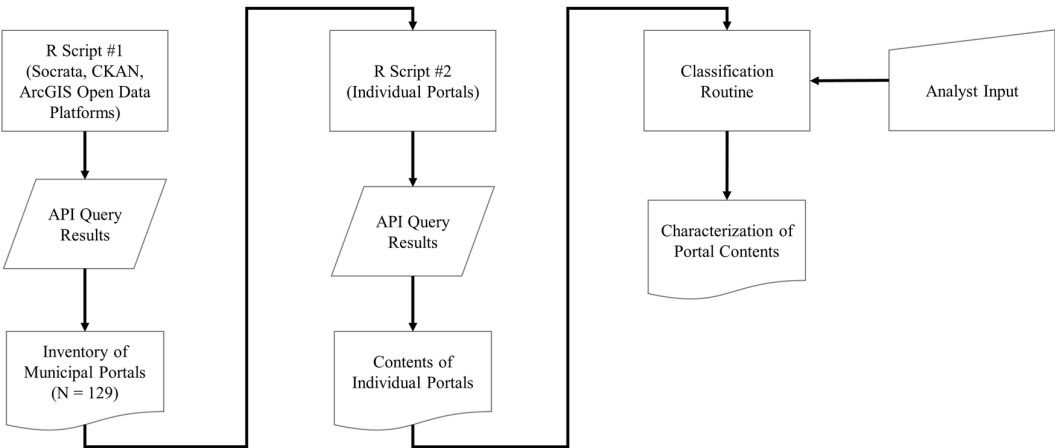 R Script #1
(Socrata, CKAN,
ArcGIS Open Data
Platforms)
API Query
Results
Inventory of
Municipal Portals
(N = 129)
R Script #2
(Individual Portals)
API Query
Results
Contents of
Individual Portals
Classification
Routine
Analyst Input
Characterization of
Portal Contents